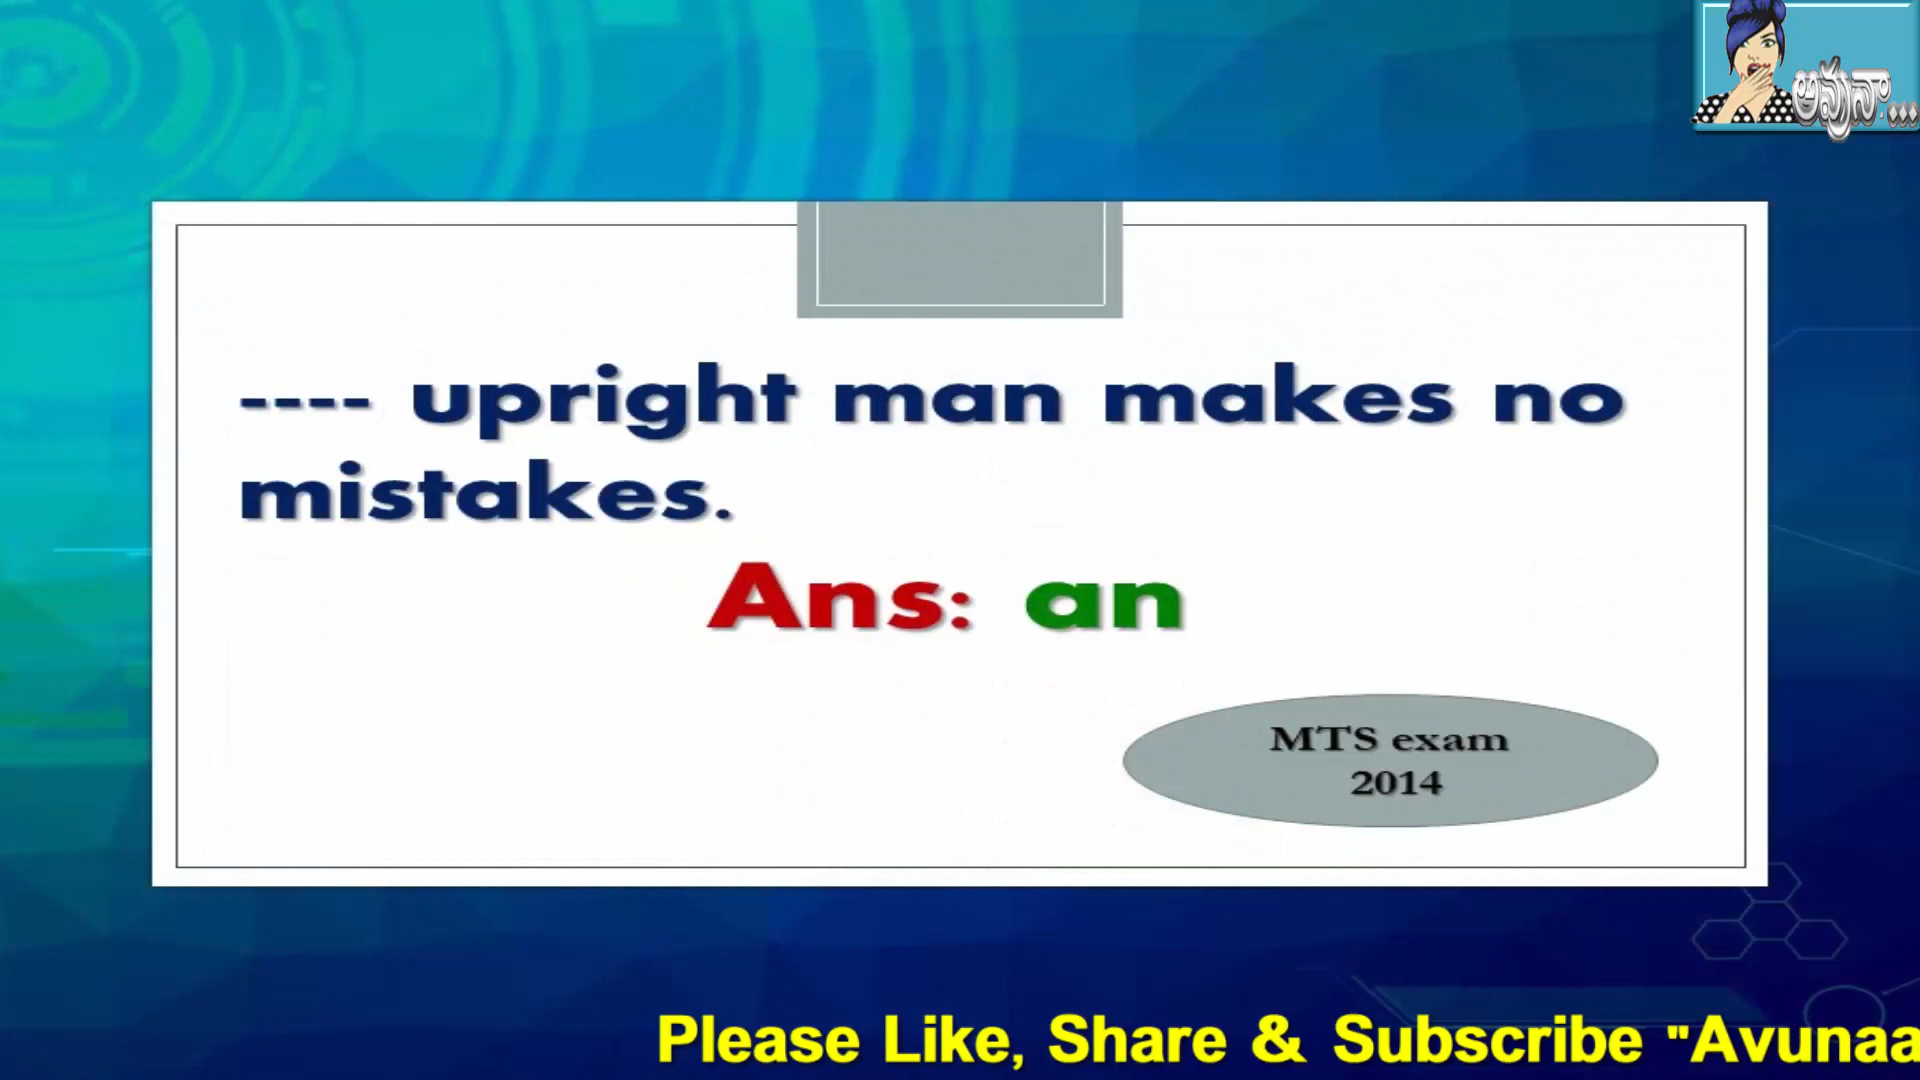 అవునా...
---- upright man makes no
mistakes.
Ans: an
MTS exam
2014
Please Like, Share & Subscribe "Avunaa